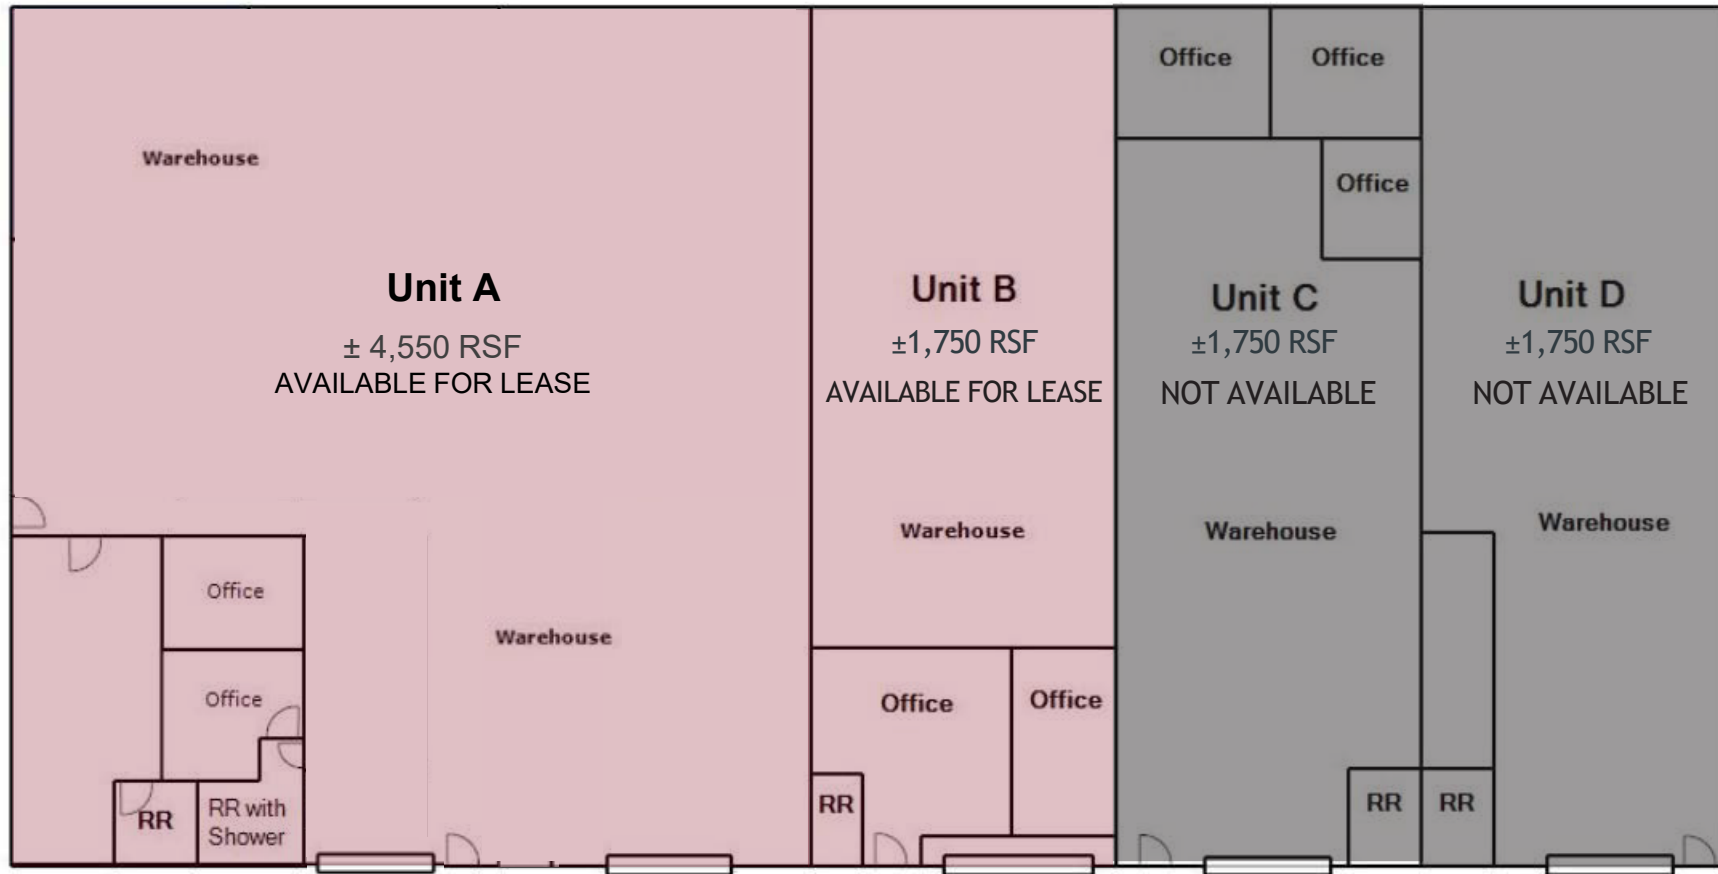 Warehouse
Unit A
± 4,550 RSF
AVAILABLE FOR LEASE
Office
Office
RR
RR with
Shower
Warehouse
Unit B
±1,750 RSF
AVAILABLE FOR LEASE
Warehouse
Office
Office
RR
Office
Office
Office
Unit C
±1,750 RSF
NOT AVAILABLE
Warehouse
RR
Unit D
±1,750 RSF
NOT AVAILABLE
Warehouse
RR